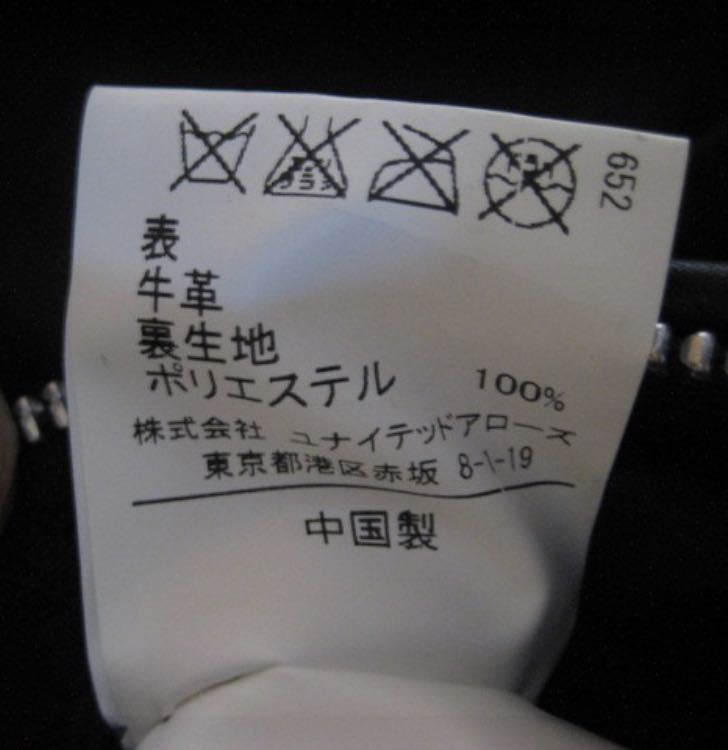 652
表
牛革
裏生地
ポリエステル 100%
株式会社 ユナイテッドアローズ
東京都港区赤坂 8-1-19
中国製